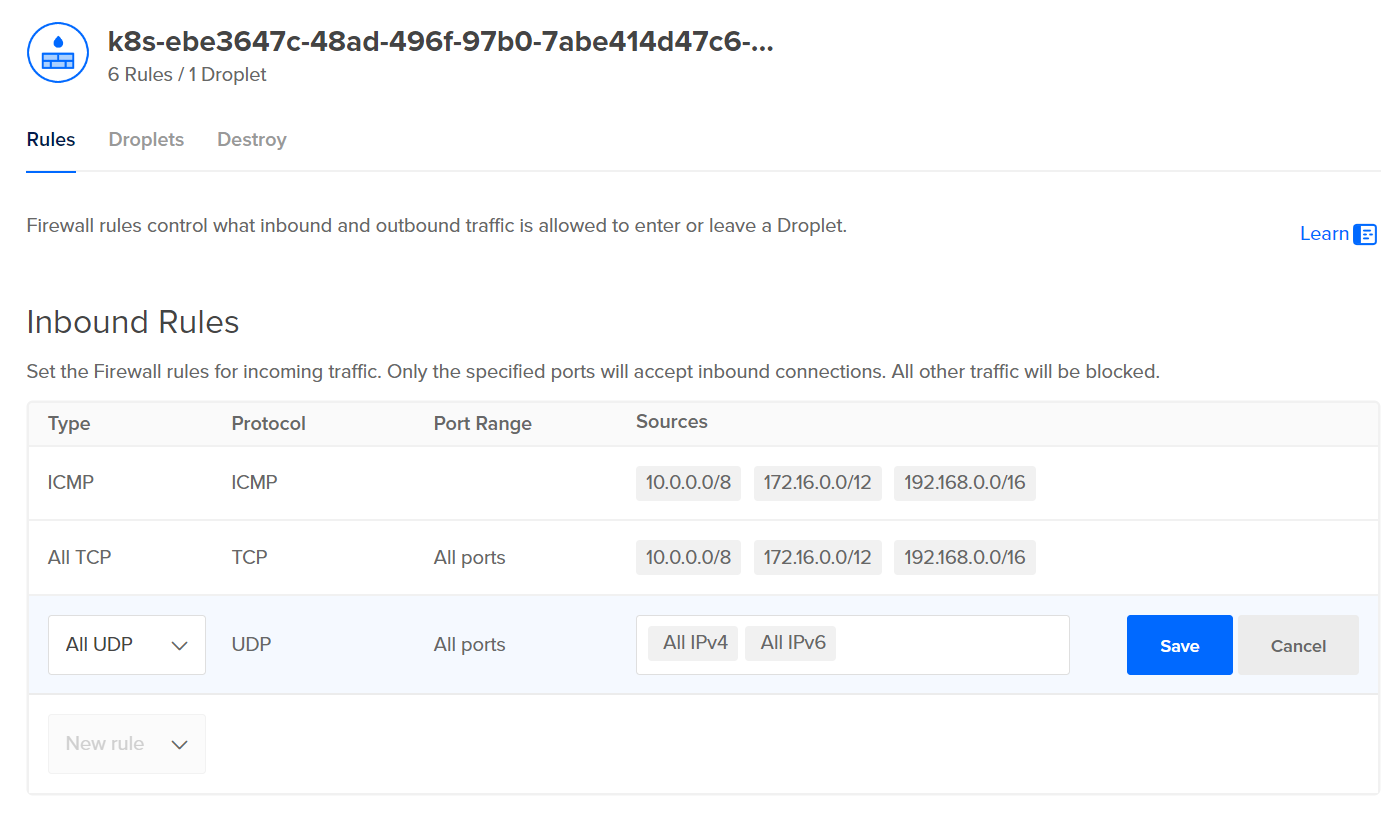 k8s-ebe3647c-48ad-496f-97b0-7abe414d47c6-...
6 Rules / 1 Droplet
Rules Droplets Destroy
Firewall rules control what inbound and outbound traffic is allowed to enter or leave a Droplet.
Learn
Inbound Rules
Set the Firewall rules for incoming traffic. Only the specified ports will accept inbound connections. All other traffic will be blocked.
Type Protocol Port Range Sources
ICMP ICMP 10.0.0.0/8 172.16.0.0/12 192.168.0.0/16
All TCP TCP All ports 10.0.0.0/8 172.16.0.0/12 192.168.0.0/16
All UDP UDP All ports All IPv4 All IPv6 Save Cancel
New rule